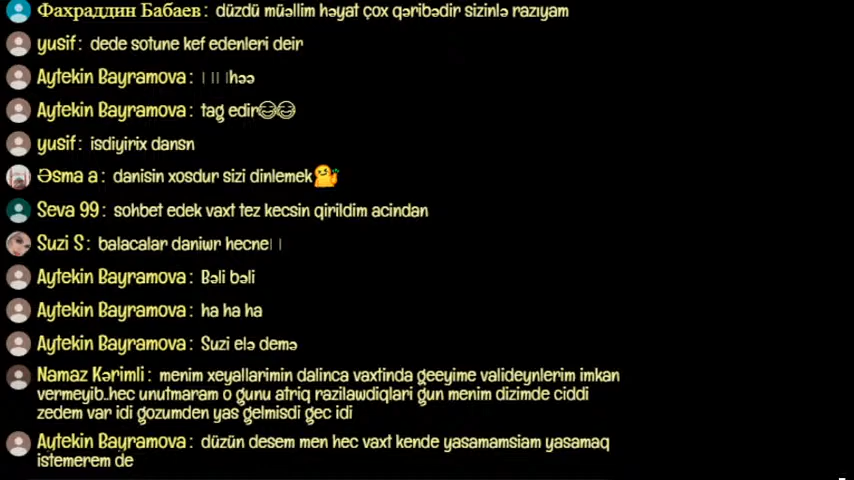 Фахраддин Бабаев: düzdü müəllim həyat çox qəribədir sizinlə razıyam
yusif: dede sotune kef edenleri deir
Aytekin Bayramova: həə
Aytekin Bayramova: tag edir😂😂
yusif: isdiyirix dansn
Əsma a: danisin xosdur sizi dinlemek🤗
Seva 99: sohbet edek vaxt tez kecsin qirildim acindan
Suzi S: balacalar daniwr hecne
Aytekin Bayramova: Bəli bəli
Aytekin Bayramova: ha ha ha
Aytekin Bayramova: Suzi elə demə
Namaz Kərimli: menim xeyallarimin dalinca vaxtinda geeyime valideynlerim imkan
vermeyib..hec unutmaram o gunu atriq razilawdiqlari gun menim dizimde ciddi
zedem var idi gozumden yas gelmisdi gec idi
Aytekin Bayramova: düzün desem men hec vaxt kende yasamamsiam yasamaq
istemerem de